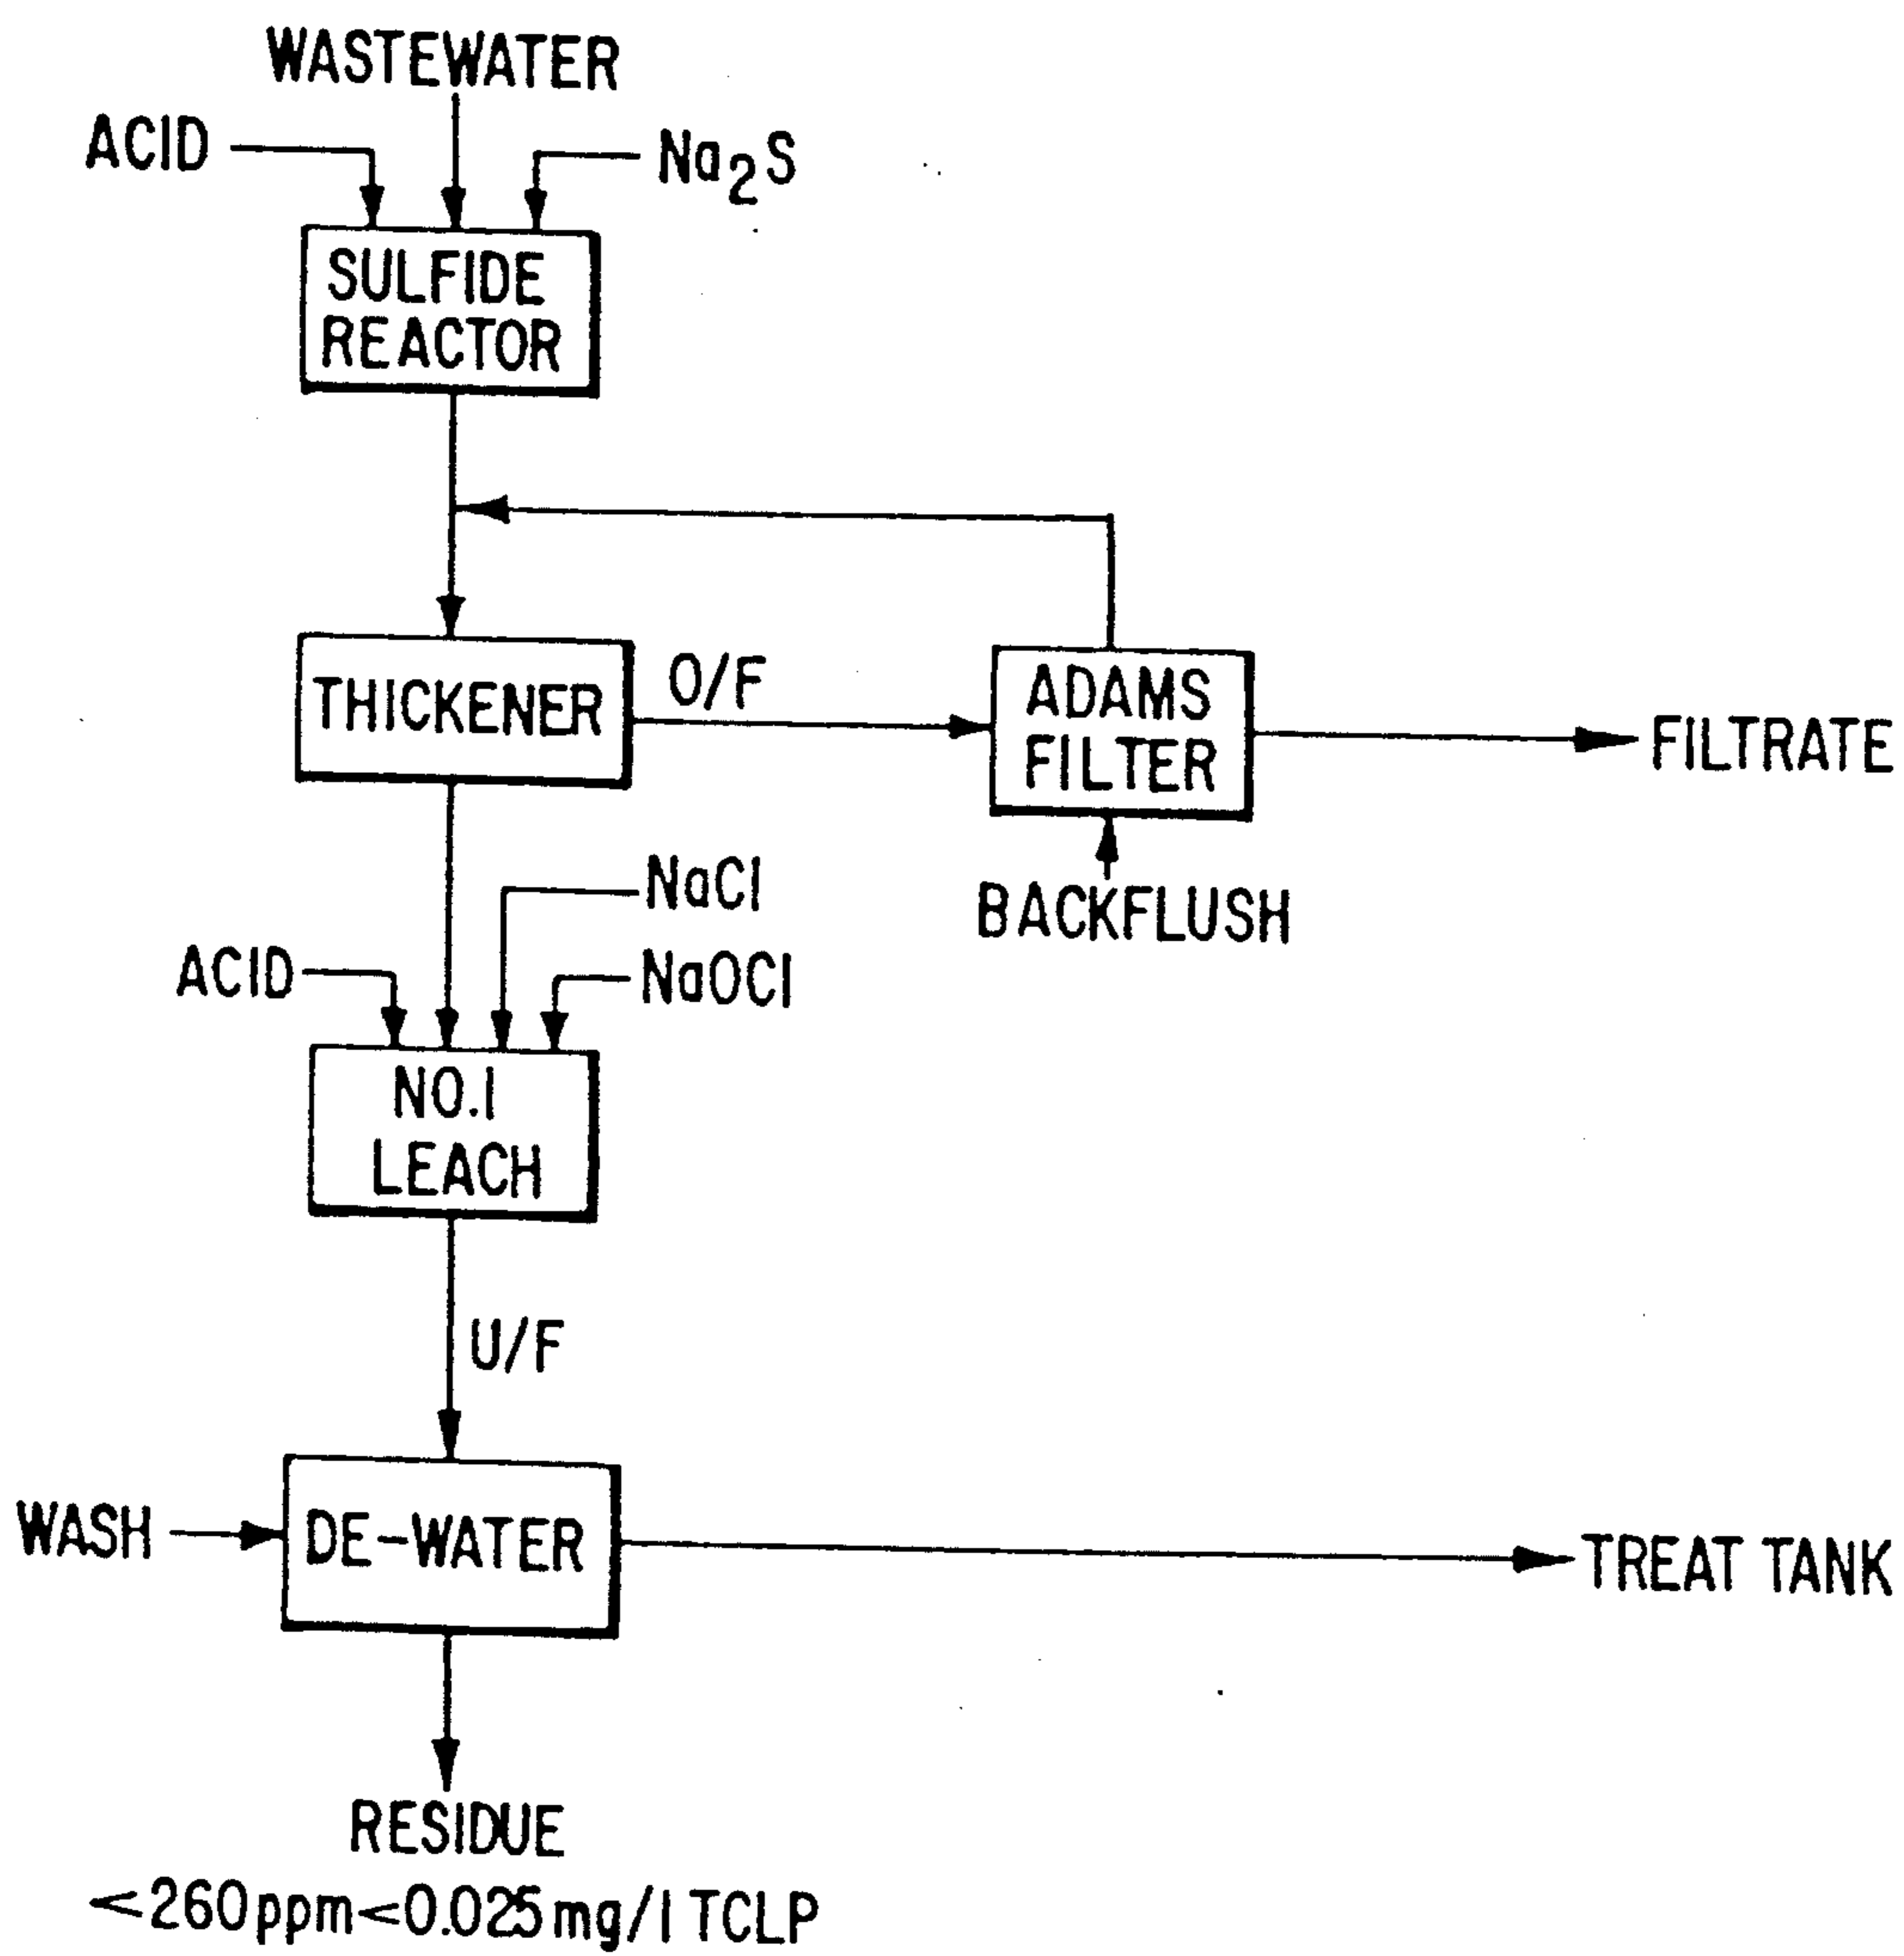 WASTEWATER
ACID
Na2S
SULFIDE
REACTOR
THICKENER
O/F
ADAMS
FILTER
FILTRATE
BACKFLUSH
NaCl
ACID
NaOCl
NO.1
LEACH
U/F
WASH
DE-WATER
TREAT TANK
RESIDUE
<260ppm<0.025mg/l TCLP